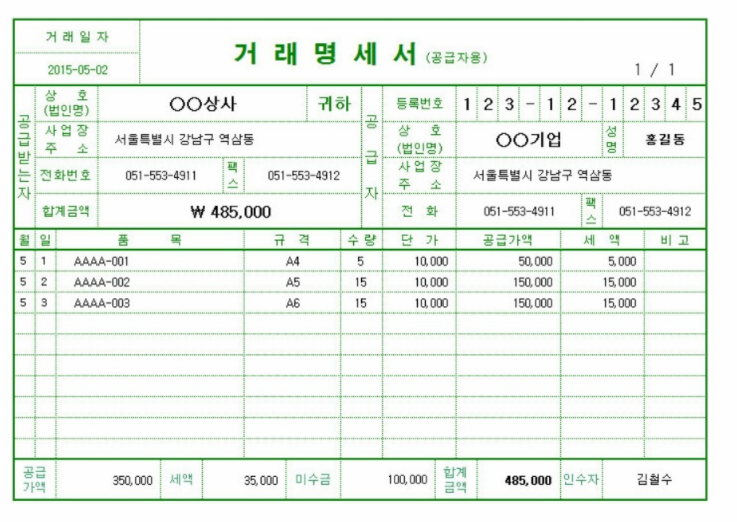 거래일자
거 래 명 세 서 (공급자용)
2015-05-02
1 / 1
공급받는자
상 호 (법인명) ○○상사 귀하
사업장 주 소 서울특별시 강남구 역삼동
전화번호 051-553-4911 팩스 051-553-4912
합계금액 ₩ 485,000
공급자
등록번호 1 2 3 - 1 2 - 1 2 3 4 5
상 호 (법인명) ○○기업 성명 홍길동
사업장 주 소 서울특별시 강남구 역삼동
전 화 051-553-4911 팩스 051-553-4912
월 일 품 목 규 격 수 량 단 가 공급가액 세 액 비 고
5 1 AAAA-001 A4 5 10,000 50,000 5,000
5 2 AAAA-002 A5 15 10,000 150,000 15,000
5 3 AAAA-003 A6 15 10,000 150,000 15,000
공급가액 350,000 세액 35,000 미수금 100,000 합계금액 485,000 인수자 김철수